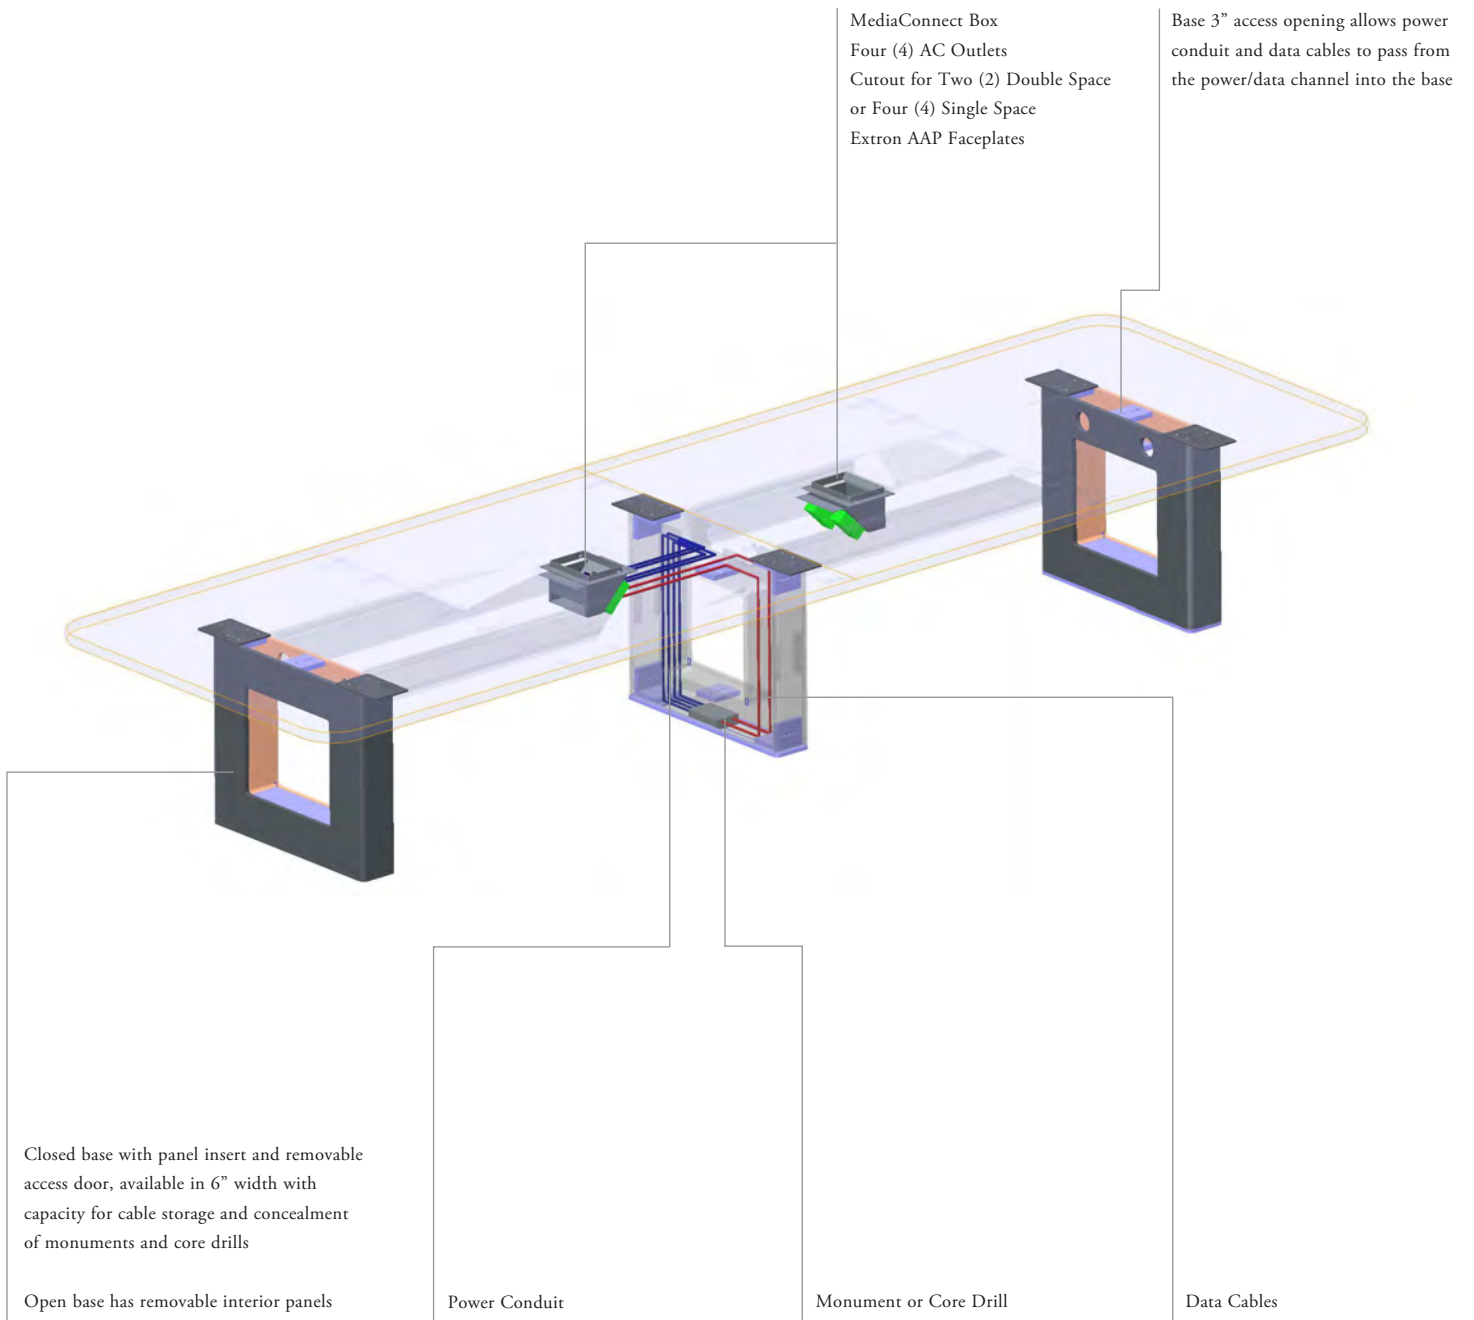 MediaConnect Box
Four (4) AC Outlets
Cutout for Two (2) Double Space
or Four (4) Single Space
Extron AAP Faceplates
Base 3” access opening allows power
conduit and data cables to pass from
the power/data channel into the base
Closed base with panel insert and removable
access door, available in 6” width with
capacity for cable storage and concealment
of monuments and core drills
Open base has removable interior panels
Power Conduit
Monument or Core Drill
Data Cables